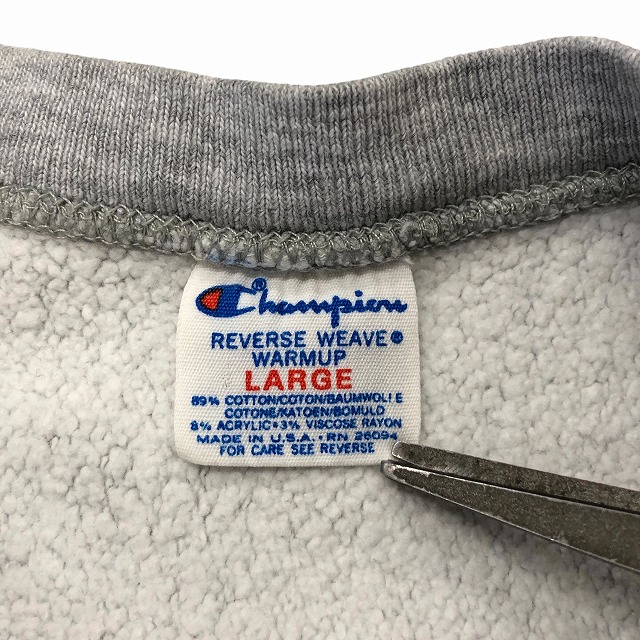 Champion®
REVERSE WEAVE®
WARMUP
LARGE
89% COTTON/COTON/BAUMWOLLE
COTONE/KATOEN/BOMULD
8% ACRYLIC • 3% VISCOSE RAYON
MADE IN U.S.A. • RN 26094
FOR CARE SEE REVERSE